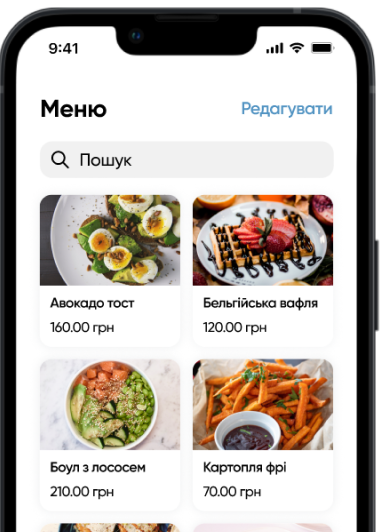 9:41
Меню
Редагувати
Пошук
Авокадо тост
160.00 грн
Бельгійська вафля
120.00 грн
Боул з лососем
210.00 грн
Картопля фрі
70.00 грн